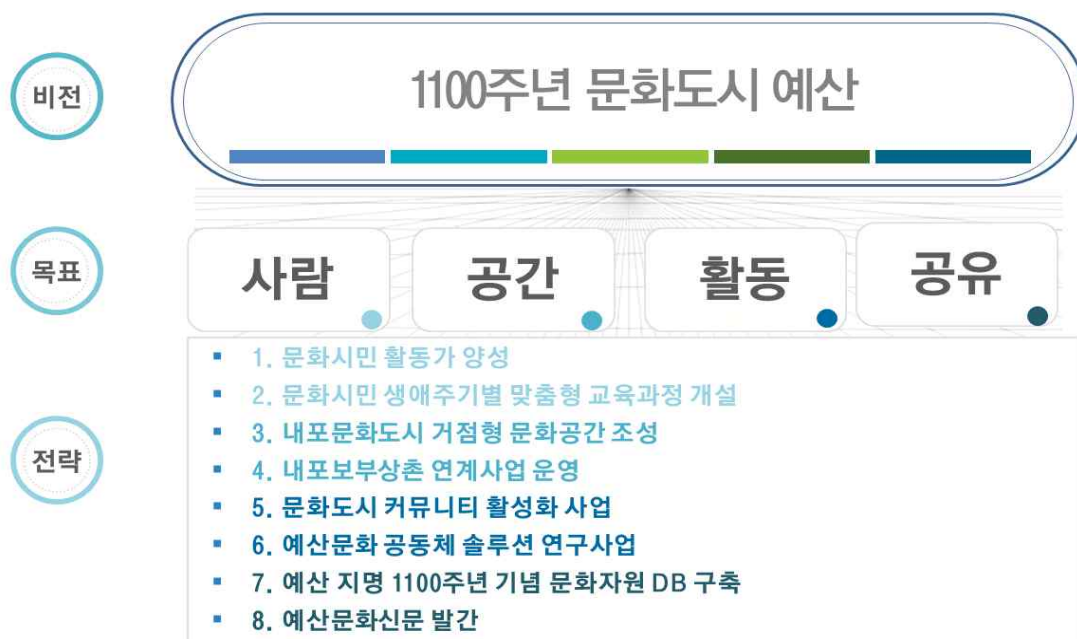 비전
1100주년 문화도시 예산
목표
사람
공간
활동
공유
전략
▪ 1. 문화시민 활동가 양성
▪ 2. 문화시민 생애주기별 맞춤형 교육과정 개설
▪ 3. 내포문화도시 거점형 문화공간 조성
▪ 4. 내포보부상촌 연계사업 운영
▪ 5. 문화도시 커뮤니티 활성화 사업
▪ 6. 예산문화 공동체 솔루션 연구사업
▪ 7. 예산 지명 1100주년 기념 문화자원 DB 구축
▪ 8. 예산문화신문 발간